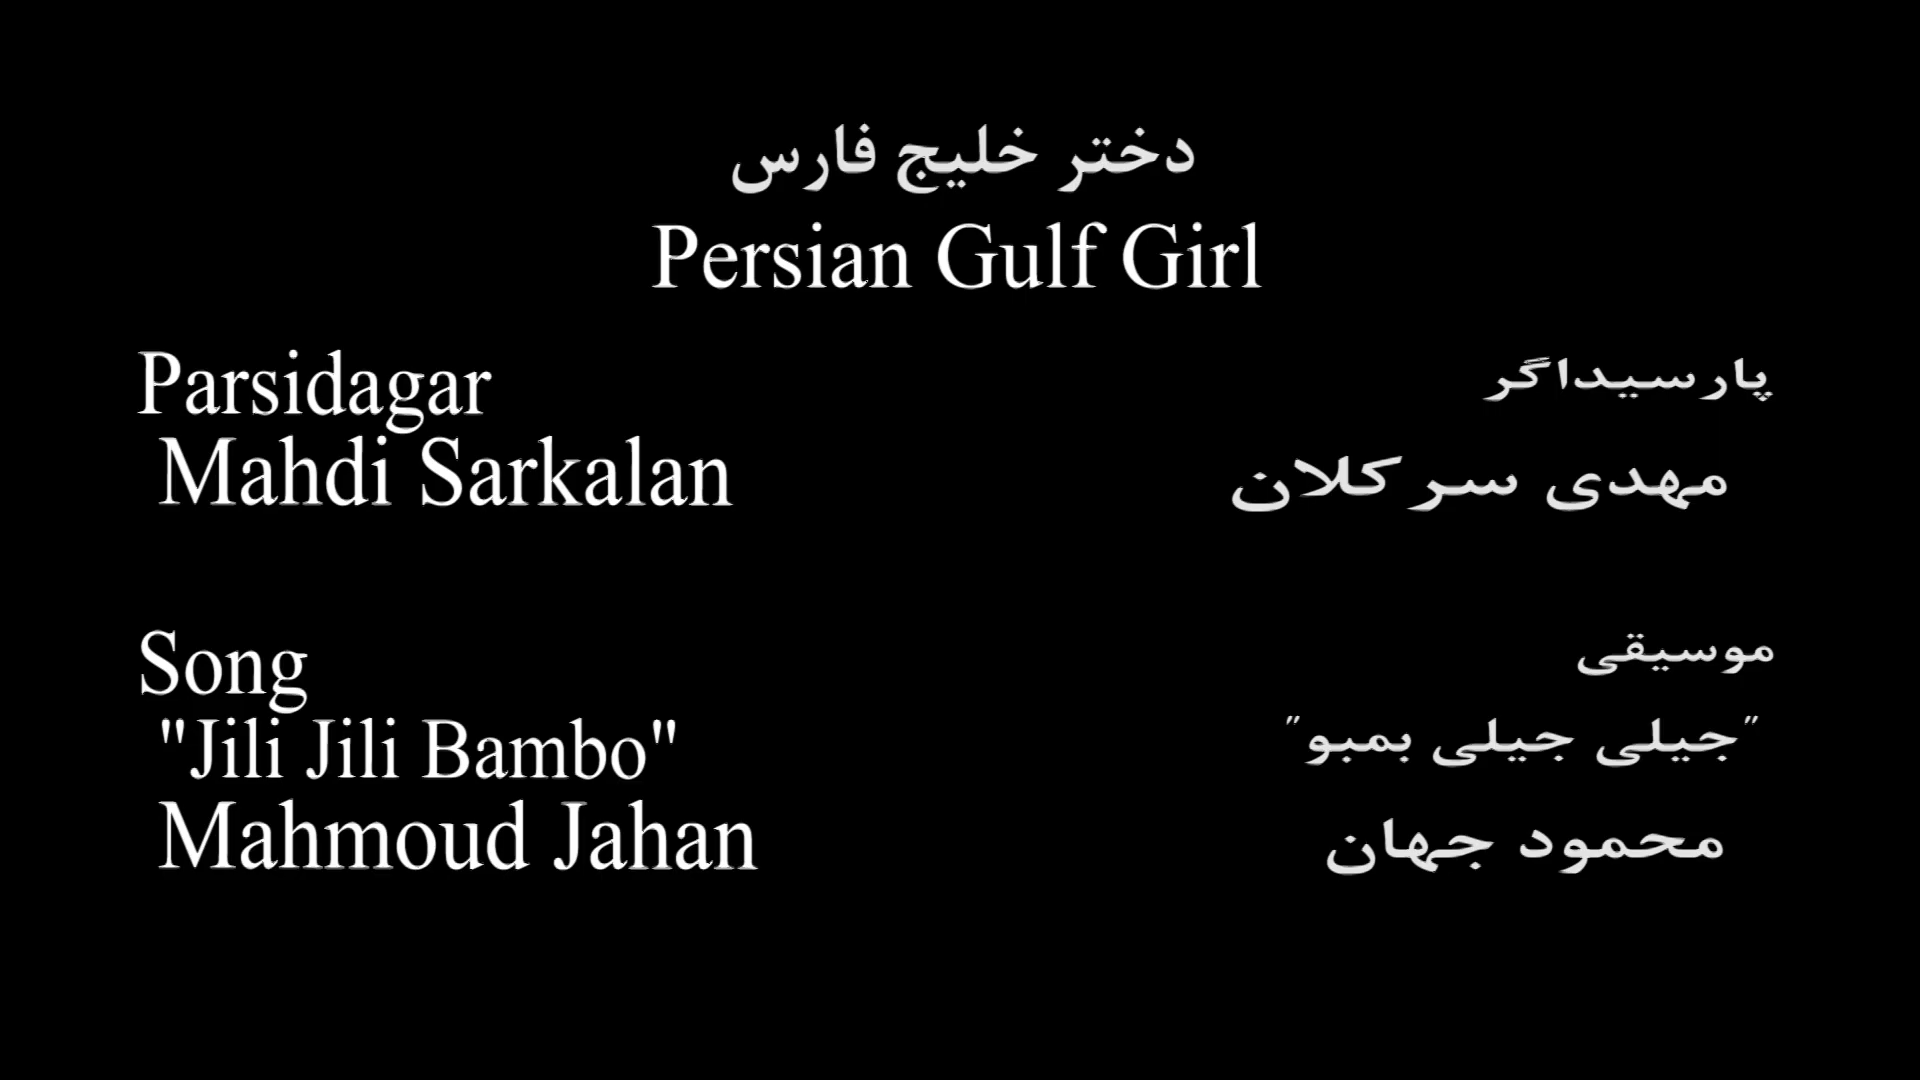 دختر خلیج فارس
Persian Gulf Girl
Parsidagar
پارسیداگر
Mahdi Sarkalan
مهدی سرکلان
Song
موسیقی
"Jili Jili Bambo"
"جیلی جیلی بمبو"
Mahmoud Jahan
محمود جهان